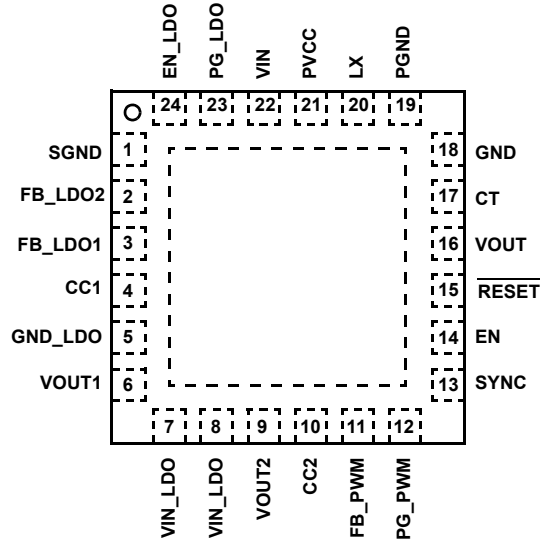 EN_LDO PG_LDO VIN PVCC LX PGND
24 23 22 21 20 19
SGND 1 18 GND
FB_LDO2 2 17 CT
FB_LDO1 3 16 VOUT
CC1 4 15 RESET
GND_LDO 5 14 EN
VOUT1 6 13 SYNC
7 8 9 10 11 12
VIN_LDO VIN_LDO VOUT2 CC2 FB_PWM PG_PWM